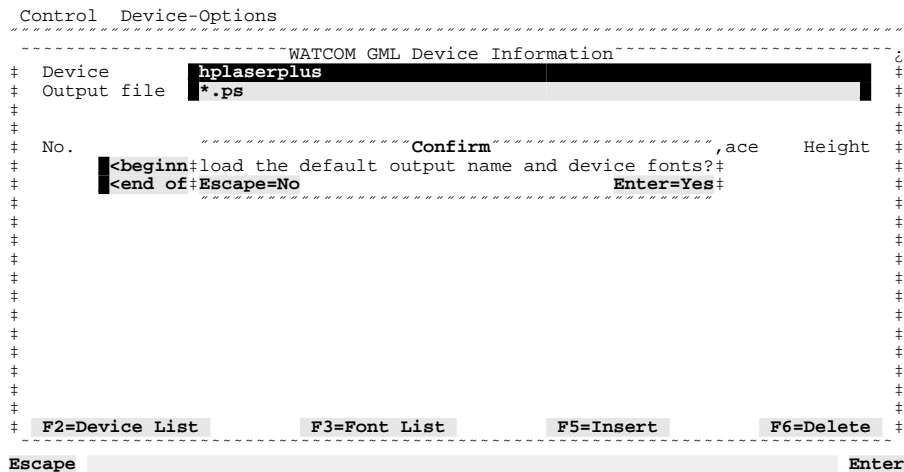 Control Device-Options
WATCOM GML Device Information
Device hplaserplus
Output file *.ps
No. Confirm ,ace Height
<beginn‡load the default output name and device fonts?‡
<end of‡Escape=No Enter=Yes‡
F2=Device List F3=Font List F5=Insert F6=Delete
Escape Enter